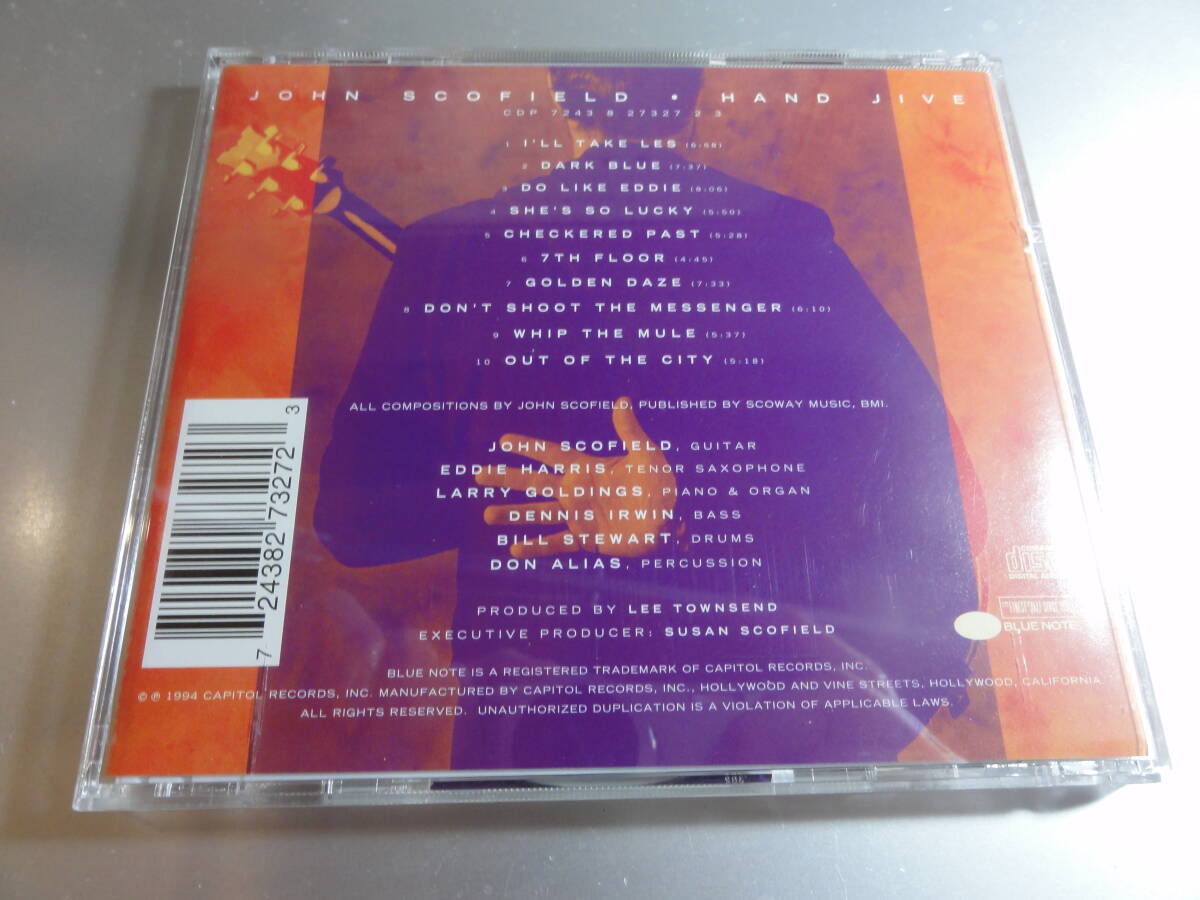 JOHN SCOFIELD • HAND JIVE
CDP 7243 8 27327 2 3
1 I'LL TAKE LES (6:58)
2 DARK BLUE (7:37)
3 DO LIKE EDDIE (8:06)
4 SHE'S SO LUCKY (5:50)
5 CHECKERED PAST (5:28)
6 7TH FLOOR (4:45)
7 GOLDEN DAZE (7:33)
8 DON'T SHOOT THE MESSENGER (6:10)
9 WHIP THE MULE (5:37)
10 OUT OF THE CITY (5:18)
ALL COMPOSITIONS BY JOHN SCOFIELD, PUBLISHED BY SCOWAY MUSIC, BMI.
JOHN SCOFIELD, GUITAR
EDDIE HARRIS, TENOR SAXOPHONE
LARRY GOLDINGS, PIANO & ORGAN
DENNIS IRWIN, BASS
BILL STEWART, DRUMS
DON ALIAS, PERCUSSION
PRODUCED BY LEE TOWNSEND
EXECUTIVE PRODUCER: SUSAN SCOFIELD
7 24382 73272 3
DIGITAL
BLUE NOTE
BLUE NOTE IS A REGISTERED TRADEMARK OF CAPITOL RECORDS, INC.
© ℗ 1994 CAPITOL RECORDS, INC. MANUFACTURED BY CAPITOL RECORDS, INC., HOLLYWOOD AND VINE STREETS, HOLLYWOOD, CALIFORNIA.
ALL RIGHTS RESERVED. UNAUTHORIZED DUPLICATION IS A VIOLATION OF APPLICABLE LAWS.